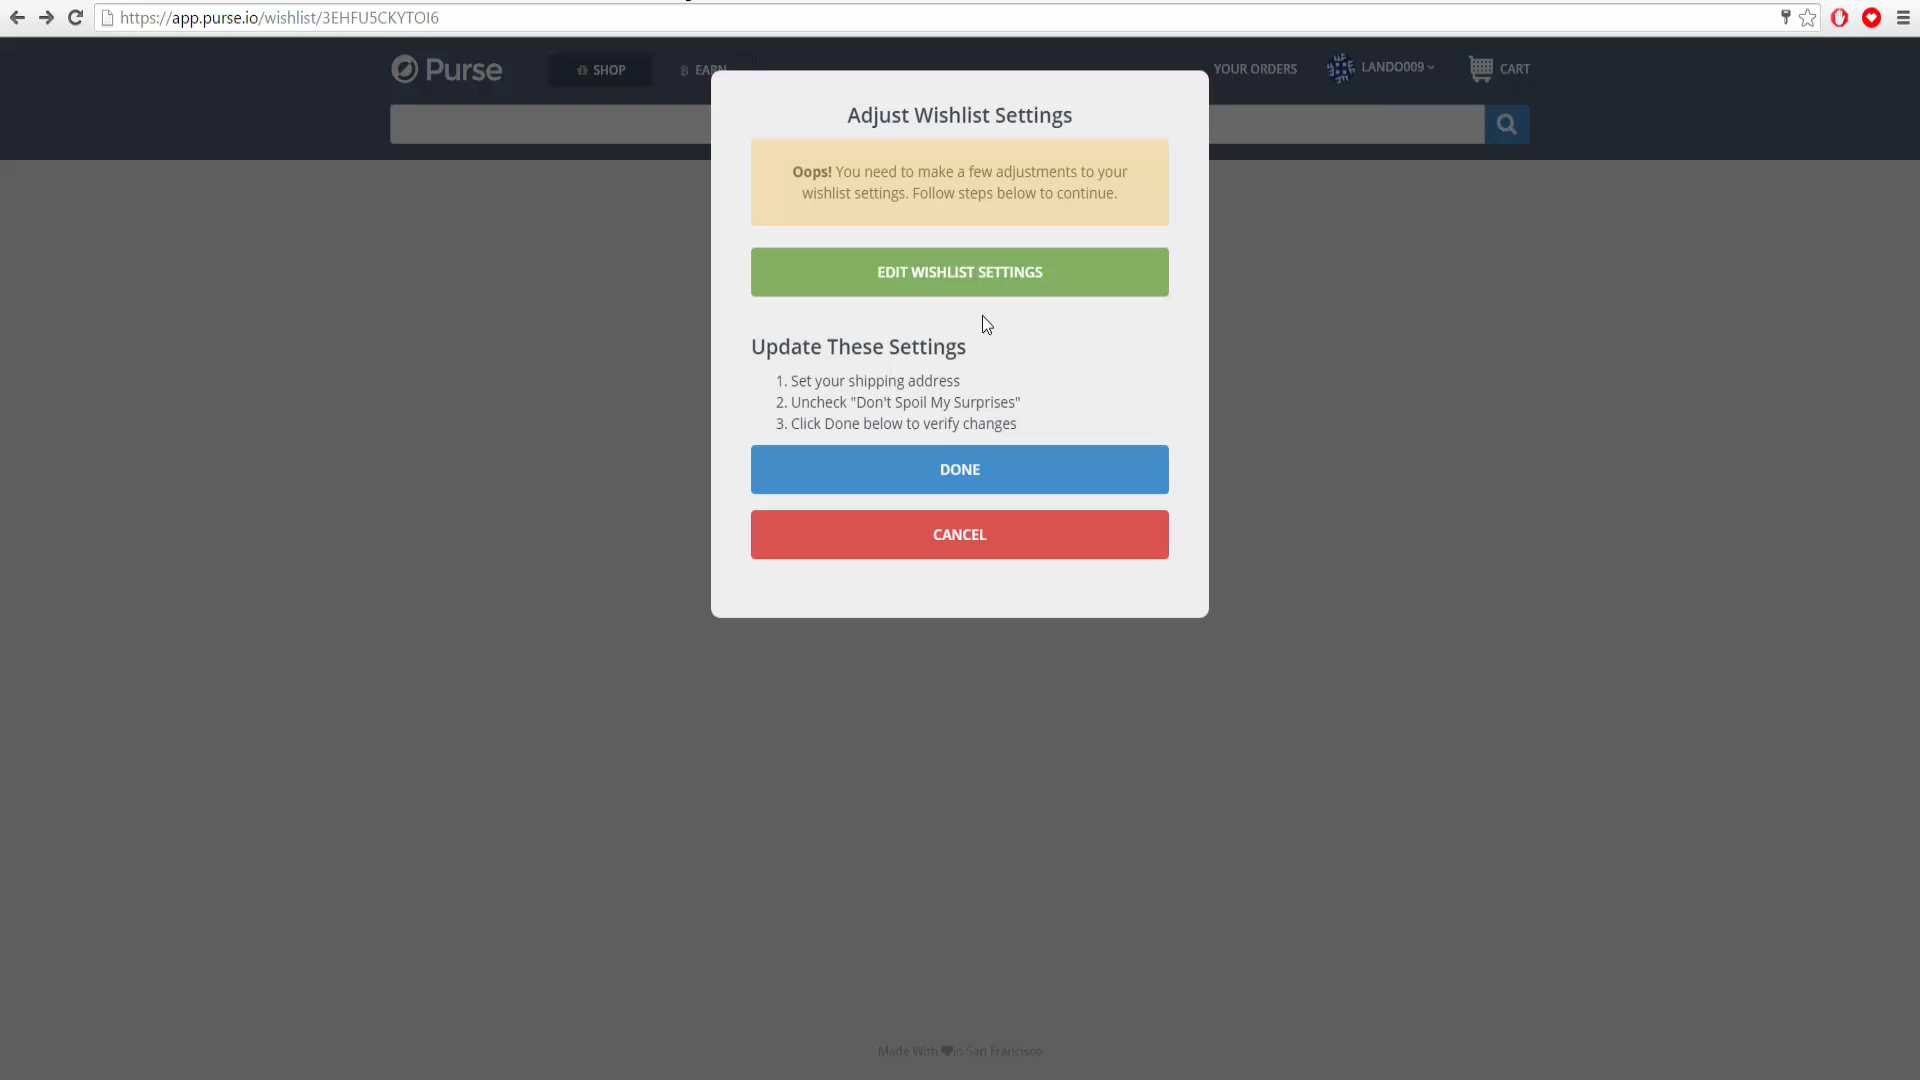 https://app.purse.io/wishlist/3EHFU5CKYTOI6
Purse
SHOP
EARN
YOUR ORDERS
LANDO009
CART
Adjust Wishlist Settings
Oops! You need to make a few adjustments to your
wishlist settings. Follow steps below to continue.
EDIT WISHLIST SETTINGS
Update These Settings
1. Set your shipping address
2. Uncheck "Don't Spoil My Surprises"
3. Click Done below to verify changes
DONE
CANCEL
Made With ❤in San Francisco